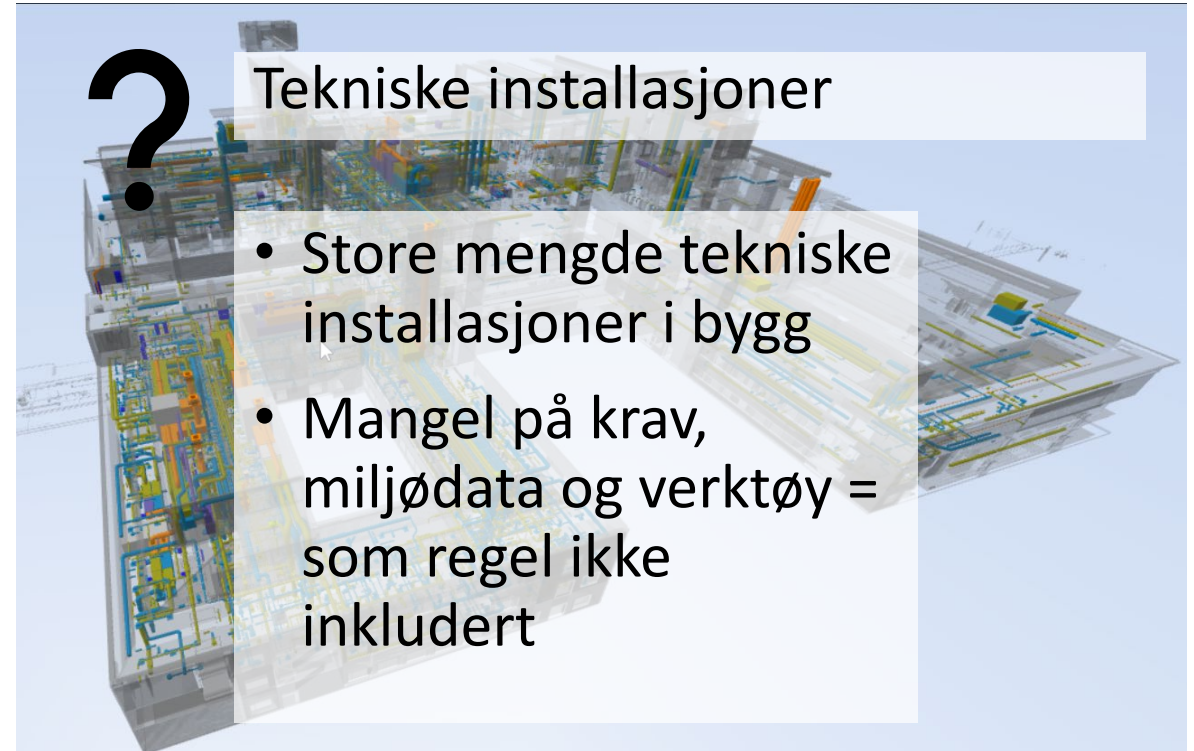 ?
Tekniske installasjoner
• Store mengde tekniske
installasjoner i bygg
• Mangel på krav,
miljødata og verktøy =
som regel ikke
inkludert